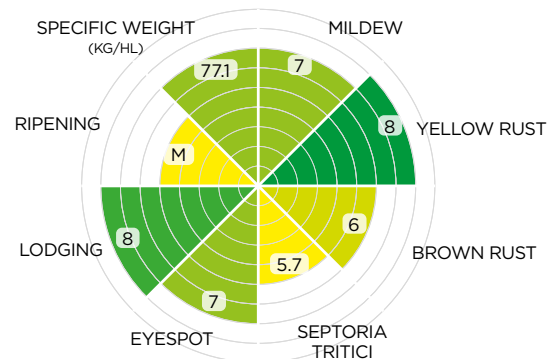 SPECIFIC WEIGHT
(KG/HL)
MILDEW
77.1
7
RIPENING
M
8
YELLOW RUST
LODGING
8
6
BROWN RUST
5.7
7
EYESPOT
SEPTORIA
TRITICI